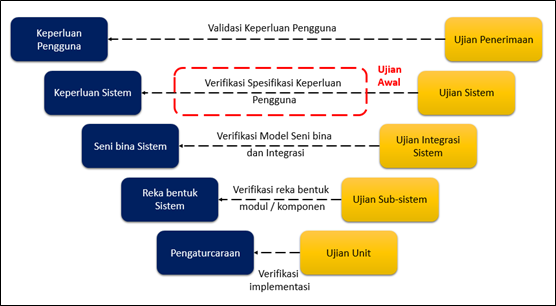 Validasi Keperluan Pengguna
Keperluan
Pengguna
Ujian Penerimaan
Verifikasi Spesifikasi Keperluan
Pengguna
Ujian
Awal
Keperluan Sistem
Ujian Sistem
Verifikasi Model Seni bina
dan Integrasi
Seni bina Sistem
Ujian Integrasi
Sistem
Verifikasi reka bentuk
modul / komponen
Reka bentuk
Sistem
Ujian Sub-sistem
Pengaturcaraan
Ujian Unit
Verifikasi
implementasi